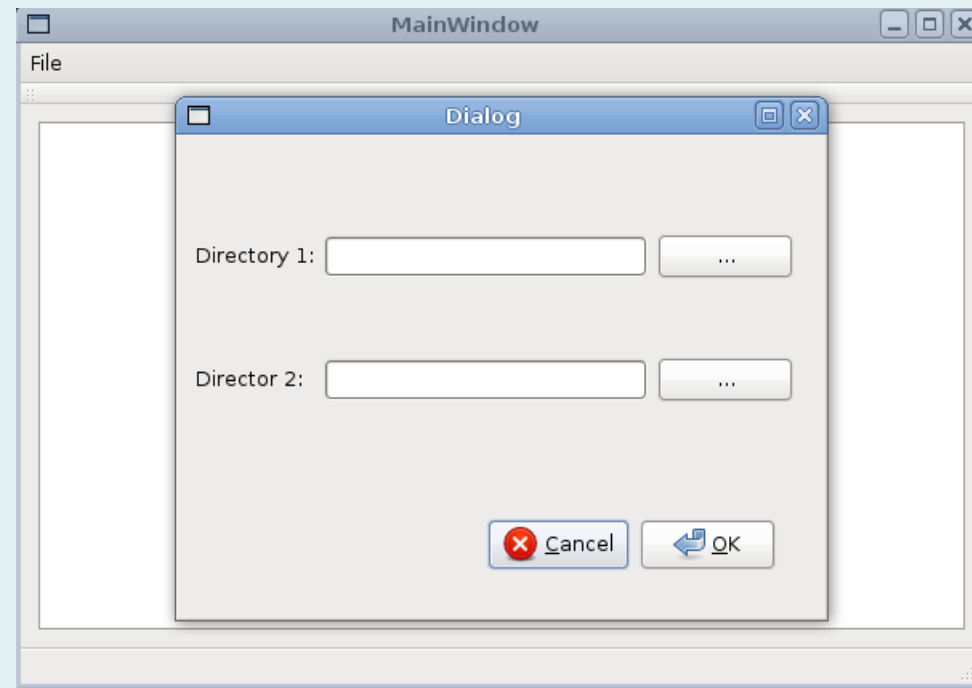 MainWindow
File
Dialog
Directory 1:
...
Director 2:
...
Cancel
OK